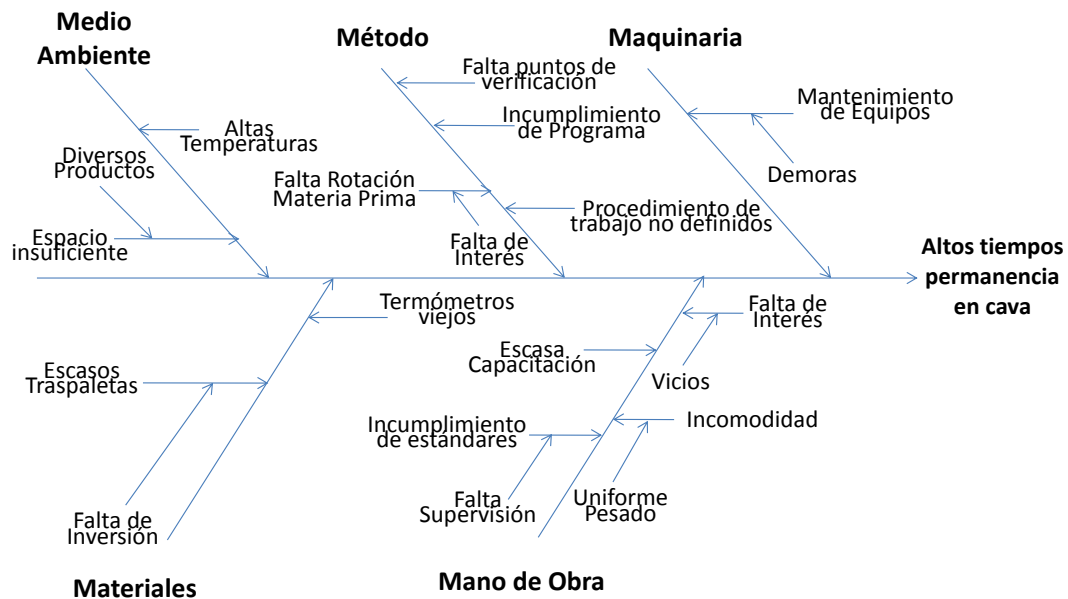 Medio
Ambiente
Método
Maquinaria
Falta puntos de
verificación
Incumplimiento
de Programa
Mantenimiento
de Equipos
Altas
Temperaturas
Diversos
Productos
Demoras
Falta Rotación
Materia Prima
Procedimiento de
trabajo no definidos
Espacio
insuficiente
Falta de
Interés
Altos tiempos
permanencia
en cava
Termómetros
viejos
Falta de
Interés
Escasa
Capacitación
Escasos
Traspaletas
Vicios
Incumplimiento
de estándares
Incomodidad
Falta
Supervisión
Uniforme
Pesado
Falta de
Inversión
Materiales
Mano de Obra